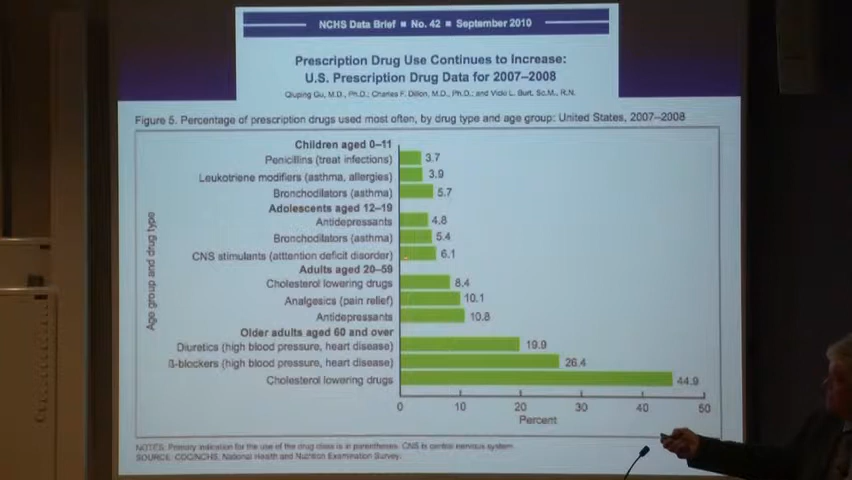 NCHS Data Brief ■ No. 42 ■ September 2010
Prescription Drug Use Continues to Increase:
U.S. Prescription Drug Data for 2007–2008
Qiuping Gu, M.D., Ph.D.; Charles F. Dillon, M.D., Ph.D.; and Vicki L. Burt, Sc.M., R.N.
Figure 5. Percentage of prescription drugs used most often, by drug type and age group: United States, 2007–2008
Age group and drug type
Children aged 0–11
Penicillins (treat infections) 3.7
Leukotriene modifiers (asthma, allergies) 3.9
Bronchodilators (asthma) 5.7
Adolescents aged 12–19
Antidepressants 4.8
Bronchodilators (asthma) 5.4
CNS stimulants (atttention deficit disorder) 6.1
Adults aged 20–59
Cholesterol lowering drugs 8.4
Analgesics (pain relief) 10.1
Antidepressants 10.8
Older adults aged 60 and over
Diuretics (high blood pressure, heart disease) 19.9
ß-blockers (high blood pressure, heart disease) 26.4
Cholesterol lowering drugs 44.9
0 10 20 30 40 50
Percent
NOTES: Primary indication for the use of the drug class is in parentheses. CNS is central nervous system.
SOURCE: CDC/NCHS, National Health and Nutrition Examination Survey.